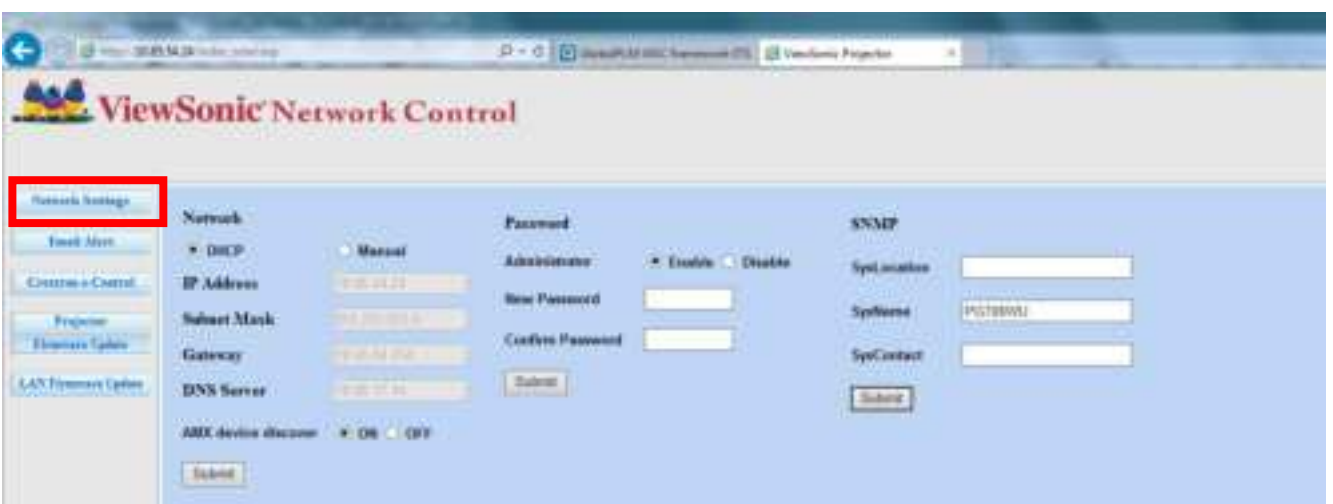 ViewSonic Projector
ViewSonic Network Control
Network Settings
Email Alert
Crestron e-Control
Projector
Firmware Update
LAN Firmware Update
Network
DHCP Manual
IP Address
Subnet Mask
Gateway
DNS Server
AMX device discover ON OFF
Submit
Password
Administrator Enable Disable
New Password
Confirm Password
Submit
SNMP
SysLocation
SysName
SysContact
Submit